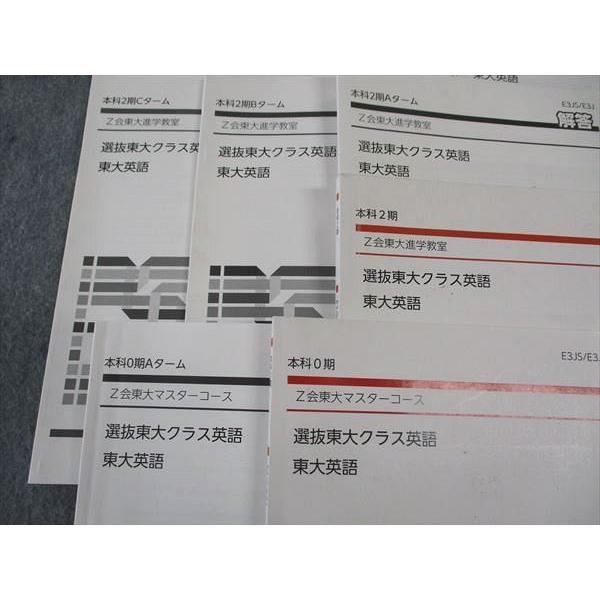 東大英語
本科2期Cターム
Z会東大進学教室
選抜東大クラス英
東大英語
本科2期Bターム
Z会東大進学教室
選抜東大クラス英語
東大英語
本科2期Aターム
E3JS/E3J
解答
Z会東大進学教室
選抜東大クラス英語
東大英語
本科2期
Z会東大進学教室
選抜東大クラス英語
東大英語
本科0期Aターム
Z会東大マスターコース
選抜東大クラス英語
東大英語
本科0期
E3JS/E3
Z会東大マスターコース
選抜東大クラス英語
東大英語